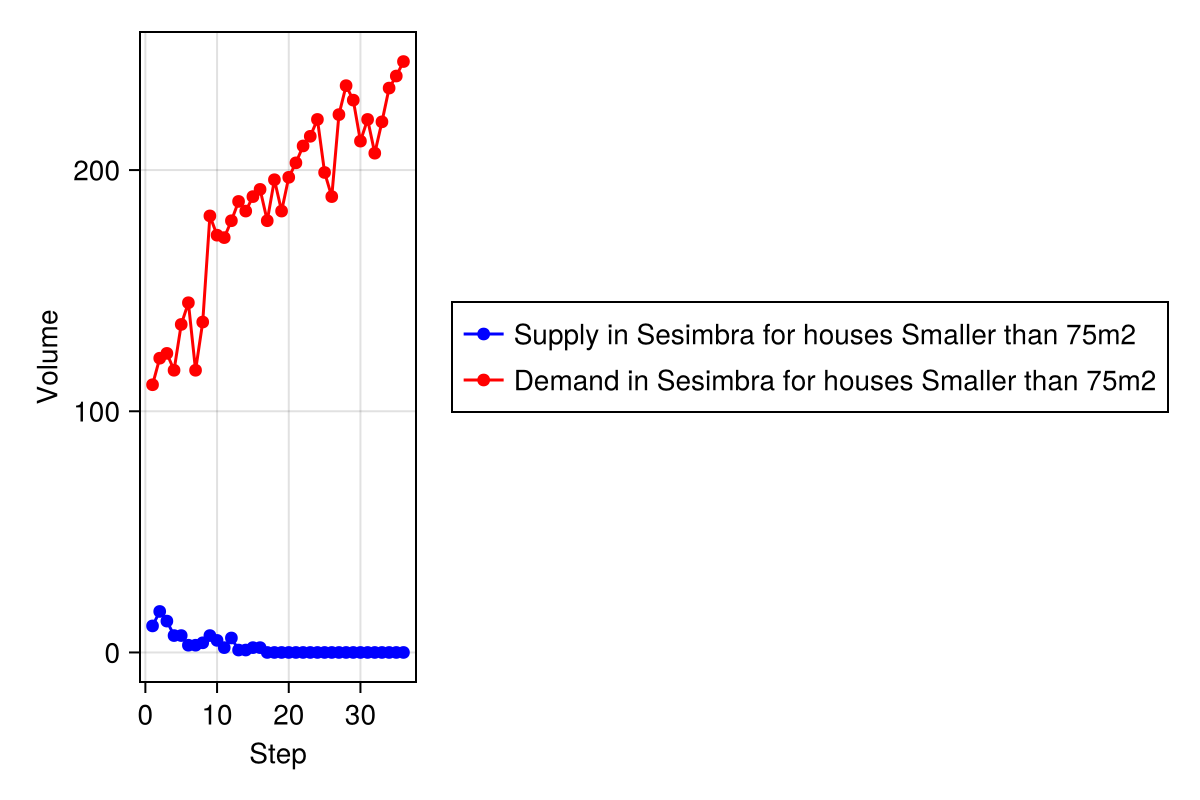 200
100
0
Volume
0 10 20 30
Step
Supply in Sesimbra for houses Smaller than 75m2
Demand in Sesimbra for houses Smaller than 75m2